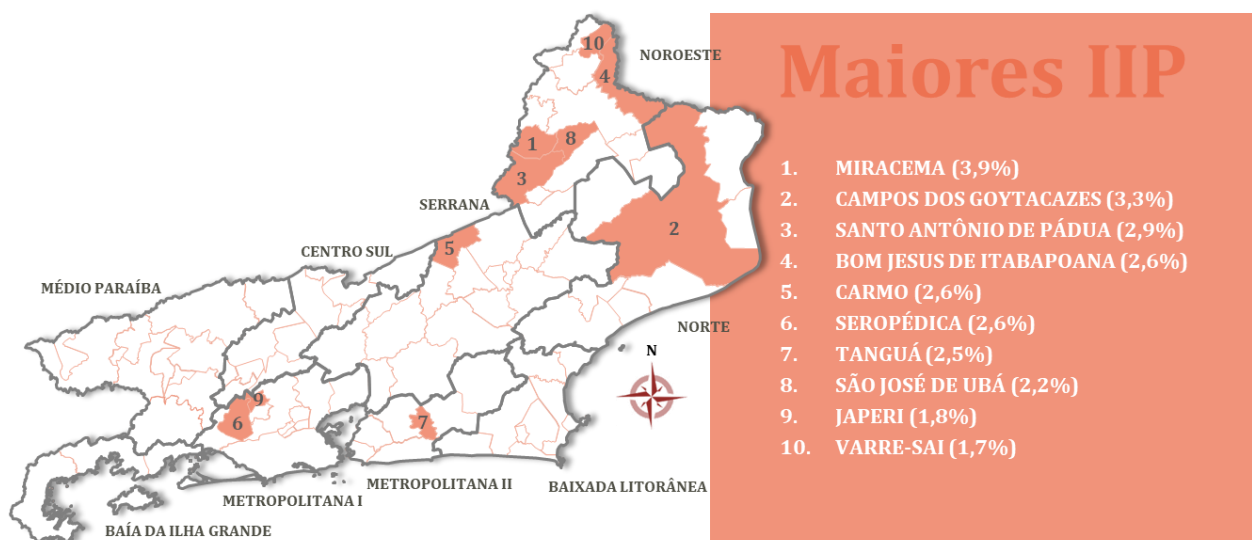 Maiores IIP
1. MIRACEMA (3,9%)
2. CAMPOS DOS GOYTACAZES (3,3%)
3. SANTO ANTÔNIO DE PÁDUA (2,9%)
4. BOM JESUS DE ITABAPOANA (2,6%)
5. CARMO (2,6%)
6. SEROPÉDICA (2,6%)
7. TANGUÁ (2,5%)
8. SÃO JOSÉ DE UBÁ (2,2%)
9. JAPERI (1,8%)
10. VARRE-SAI (1,7%)
10
NOROESTE
4
1
8
3
SERRANA
2
5
CENTRO SUL
MÉDIO PARAÍBA
NORTE
N
9
6
7
METROPOLITANA II
BAIXADA LITORÂNEA
METROPOLITANA I
BAÍA DA ILHA GRANDE